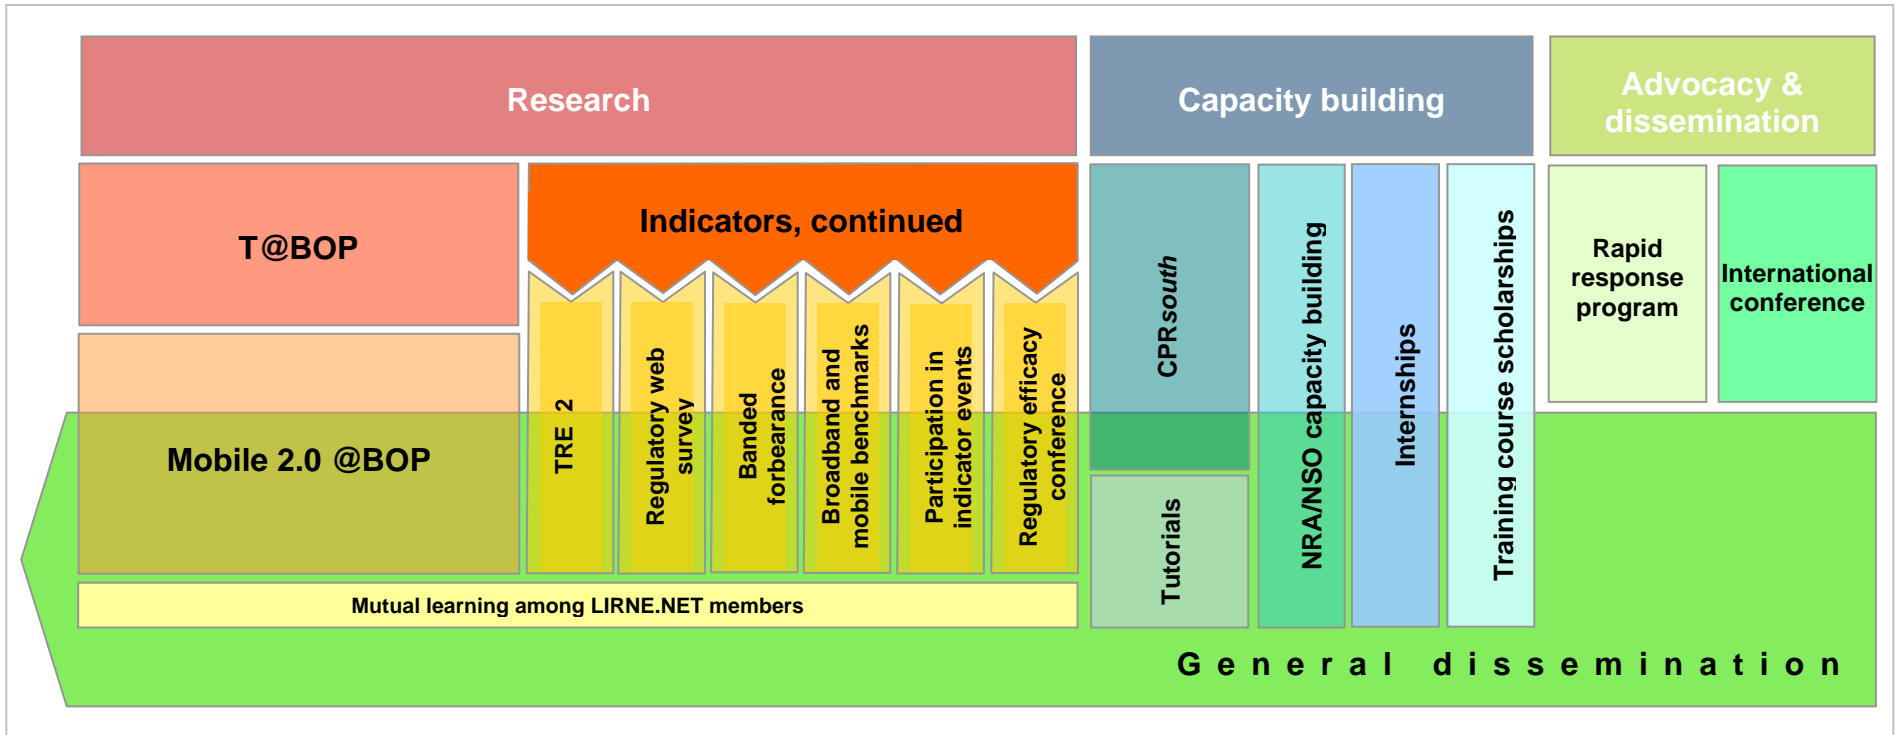 Research
Capacity building
Advocacy &
dissemination
T@BOP
Indicators, continued
Mobile 2.0 @BOP
TRE 2
Regulatory web
survey
Banded
forbearance
Broadband and
mobile benchmarks
Participation in
indicator events
Regulatory efficacy
conference
CPRsouth
Tutorials
NRA/NSO capacity building
Internships
Training course scholarships
Rapid
response
program
International
conference
Mutual learning among LIRNE.NET members
General dissemination